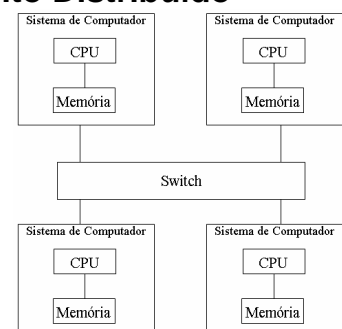 Distribuído
Sistema de Computador
CPU
Memória
Sistema de Computador
CPU
Memória
Switch
Sistema de Computador
CPU
Memória
Sistema de Computador
CPU
Memória